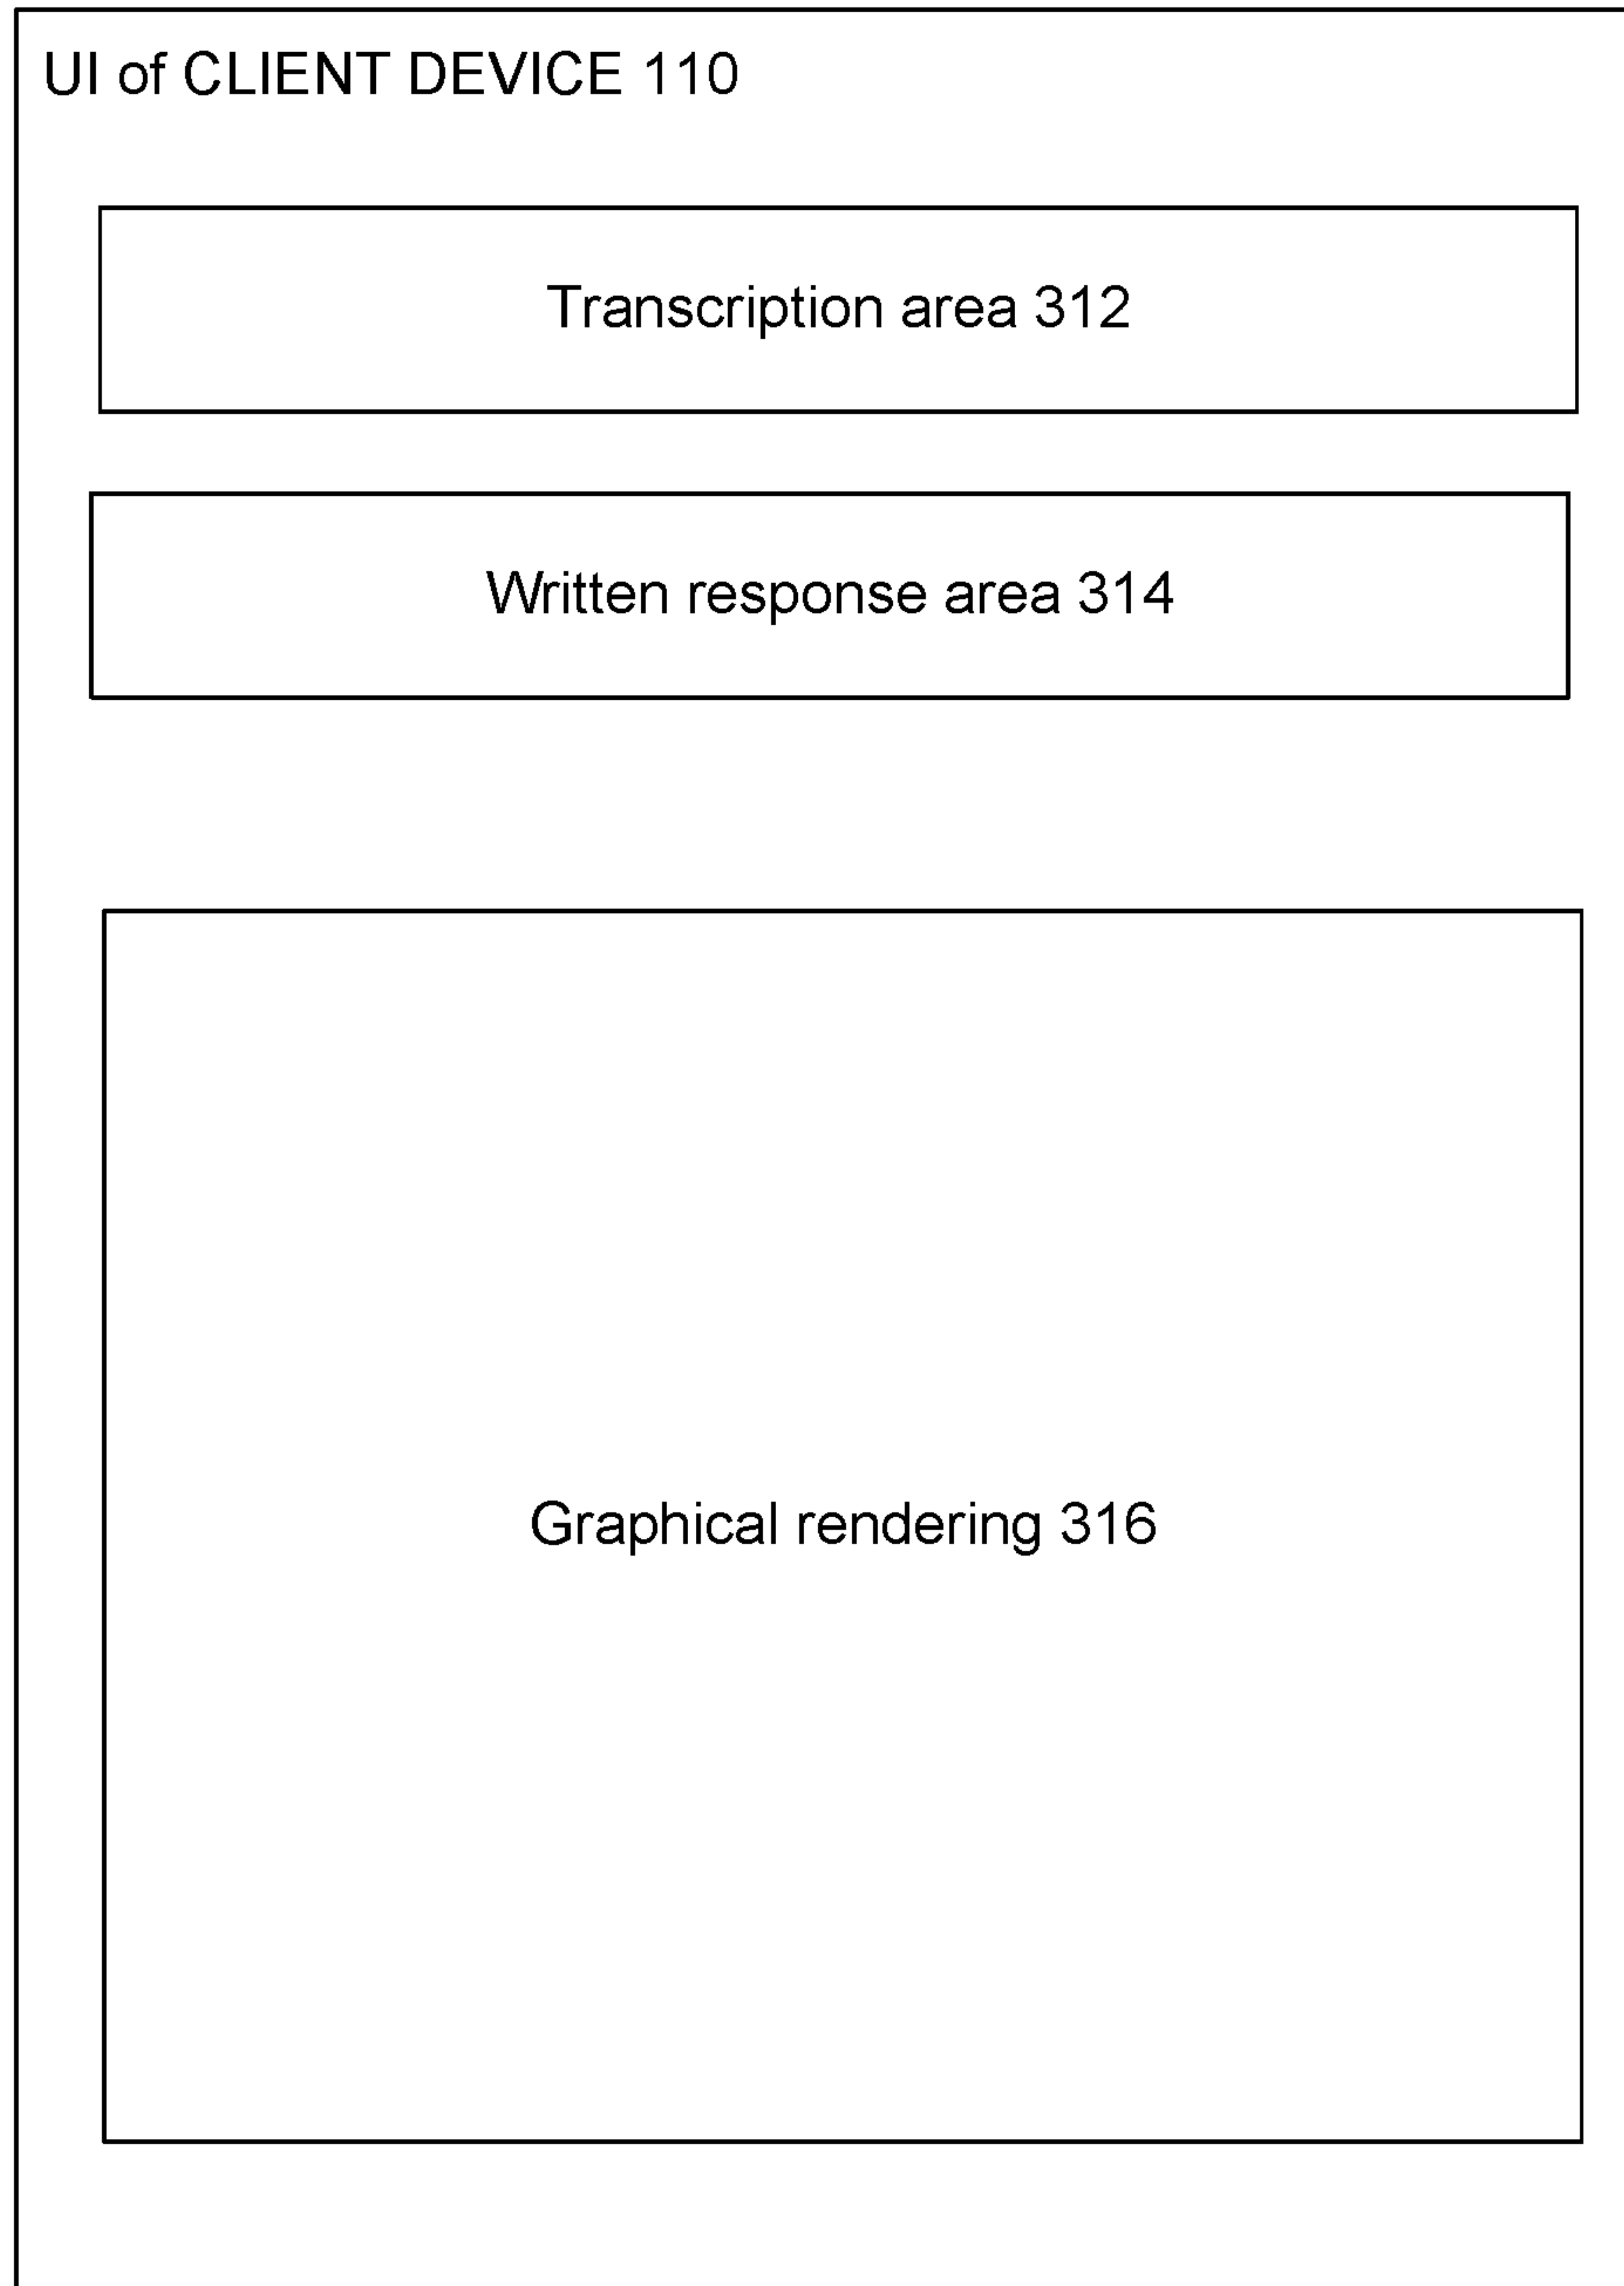 UI of CLIENT DEVICE 110
Transcription area 312
Written response area 314
Graphical rendering 316